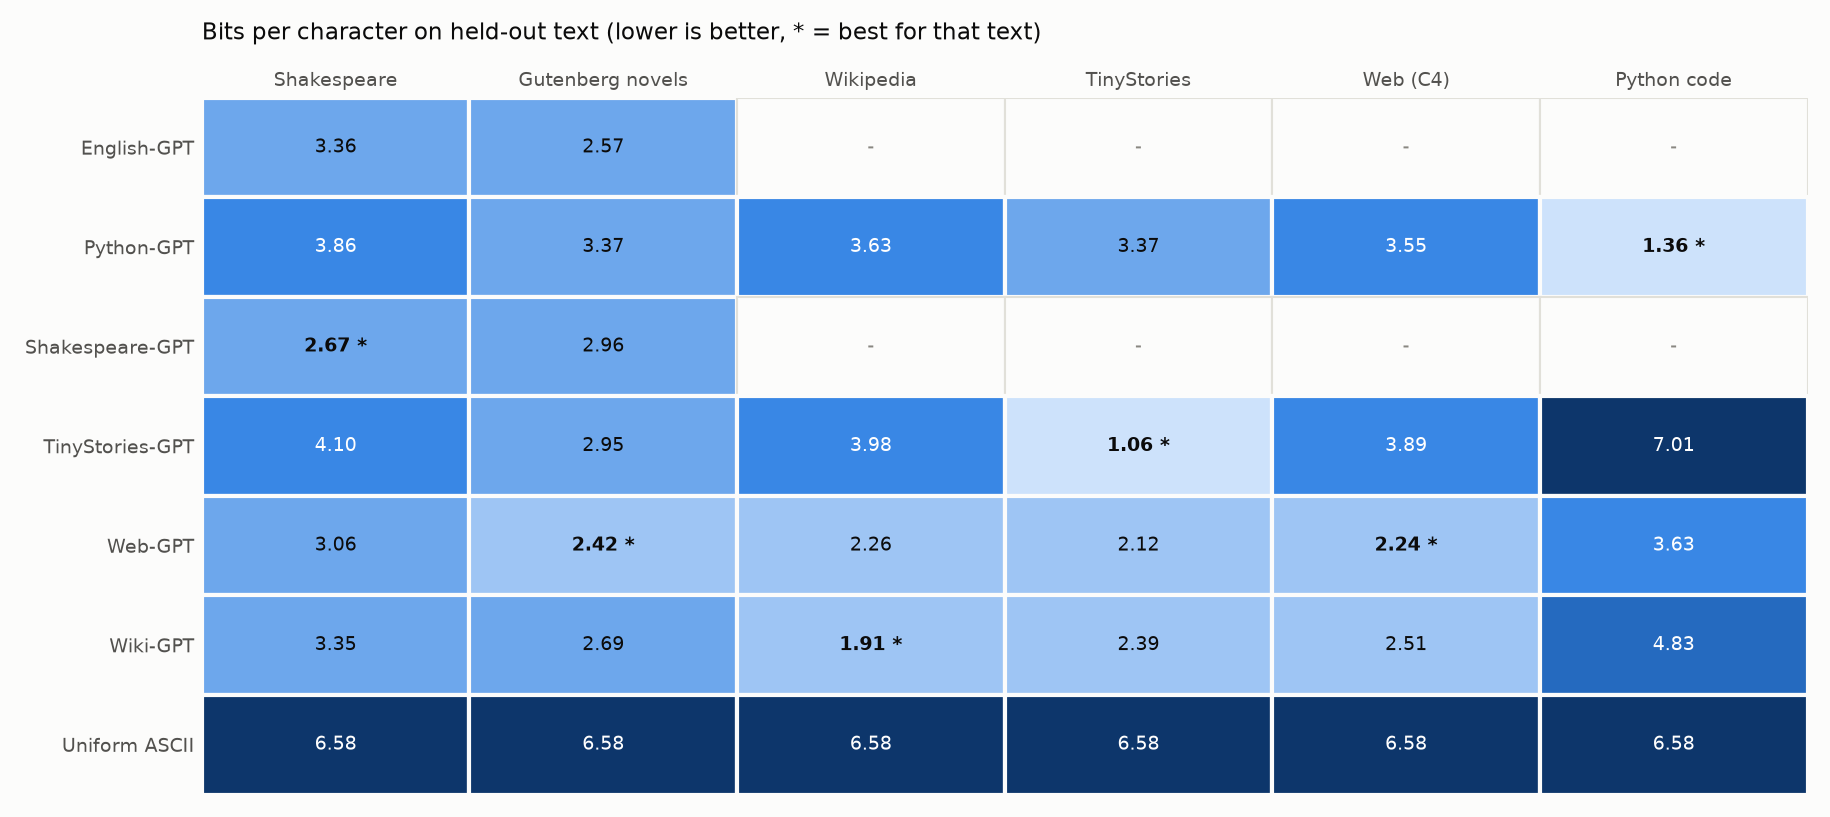 Bits per character on held-out text (lower is better, * = best for that text)
Shakespeare Gutenberg novels Wikipedia TinyStories Web (C4) Python code
English-GPT 3.36 2.57 - - - -
Python-GPT 3.86 3.37 3.63 3.37 3.55 1.36 *
Shakespeare-GPT 2.67 * 2.96 - - - -
TinyStories-GPT 4.10 2.95 3.98 1.06 * 3.89 7.01
Web-GPT 3.06 2.42 * 2.26 2.12 2.24 * 3.63
Wiki-GPT 3.35 2.69 1.91 * 2.39 2.51 4.83
Uniform ASCII 6.58 6.58 6.58 6.58 6.58 6.58